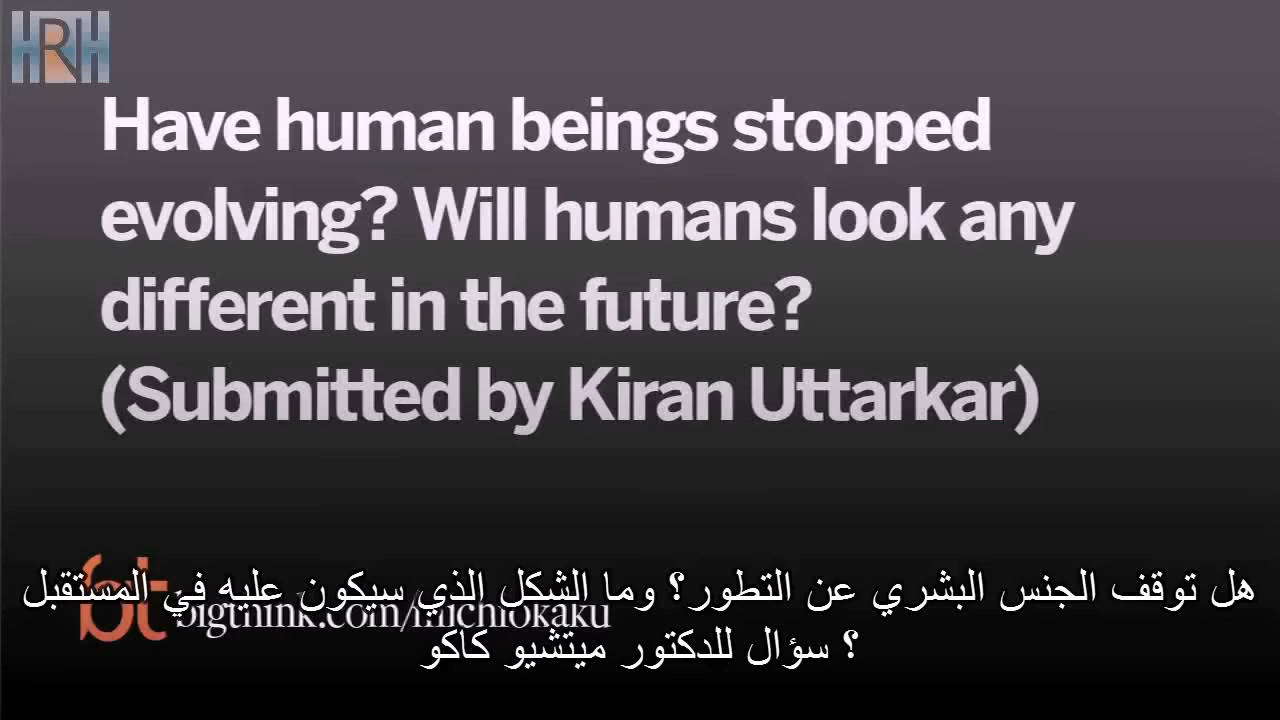 HRH
Have human beings stopped
evolving? Will humans look any
different in the future?
(Submitted by Kiran Uttarkar)
bt
bigthink.com/michiokaku
هل توقف الجنس البشري عن التطور؟ وما الشكل الذي سيكون عليه في المستقبل
؟ سؤال للدكتور ميتشيو كاكو